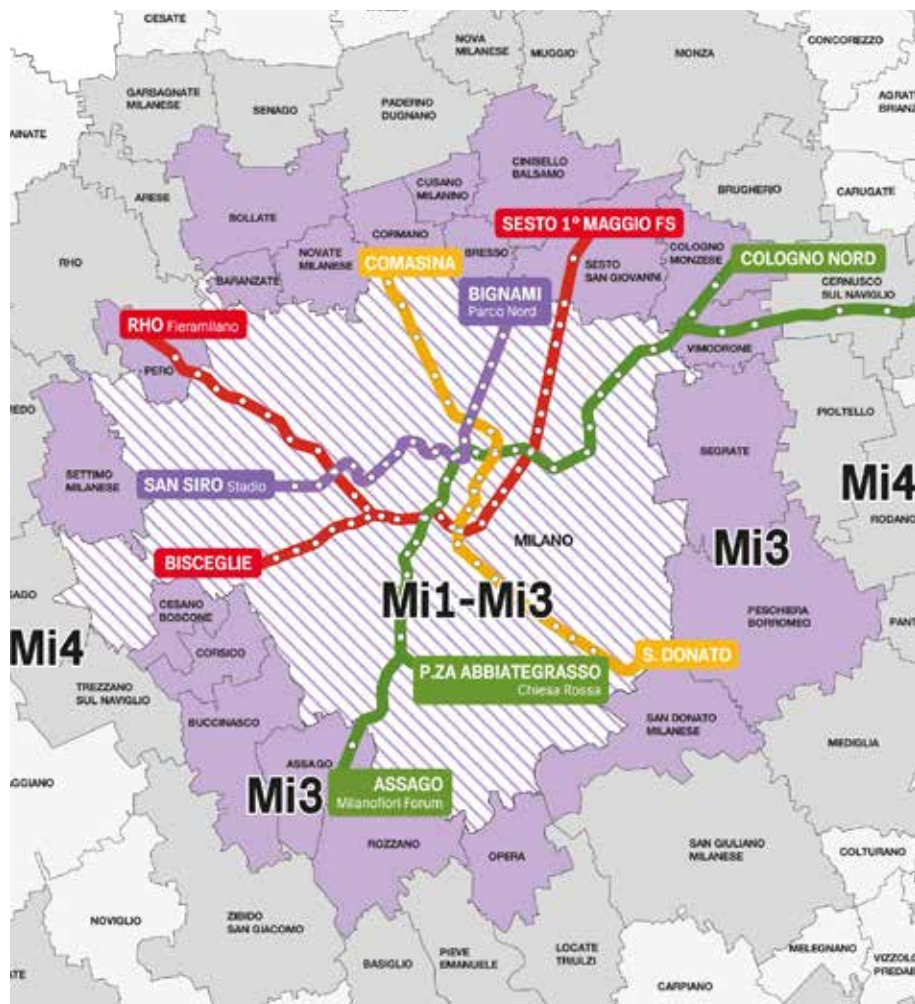 CESATE
NOVA
MILANESE
MUGGIO'
MONZA
CONCOREZZO
GARBAGNATE
MILANESE
SENAGO
PADERNO
DUGNANO
AGRAT
BRIANZ
CINISELLO
BALSAMO
CUSANO
MILANINO
BRUGHERIO
CARUGATE
ARESE
BOLLATE
SESTO 1° MAGGIO FS
CORMANO
NOVATE
MILANESE
BRESSO
COLOGNO
MONZESE
COLOGNO NORD
RHO
BARANZATE
COMASINA
SESTO
SAN GIOVANNI
CERNUSCO
SUL NAVIGLIO
BIGNAMI
Parco Nord
RHO Fieramilano
VIMODRONE
PERO
PIOLTELLO
SEGRATE
SETTIMO
MILANESE
SAN SIRO Stadio
Mi4
RODANO
MILANO
Mi3
BISCEGLIE
Mi1-Mi3
CESANO
BOSCONE
PESCHIERA
BORROMEO
CORSICO
Mi4
S. DONATO
P.ZA ABBIATEGRASSO
Chiesa Rossa
TREZZANO
SUL NAVIGLIO
BUCCINASCO
SAN DONATO
MILANESE
MEDIGLIA
ASSAGO
Mi3
ASSAGO
Milanofiori Forum
ROZZANO
OPERA
SAN GIULIANO
MILANESE
COLTURANO
NOVIGLIO
ZIBIDO
SAN GIACOMO
BASIGLIO
PIEVE
EMANUELE
LOCATE
TRIULZI
CARPIANO
MELEGNANO
VIZZOL
PREDAB